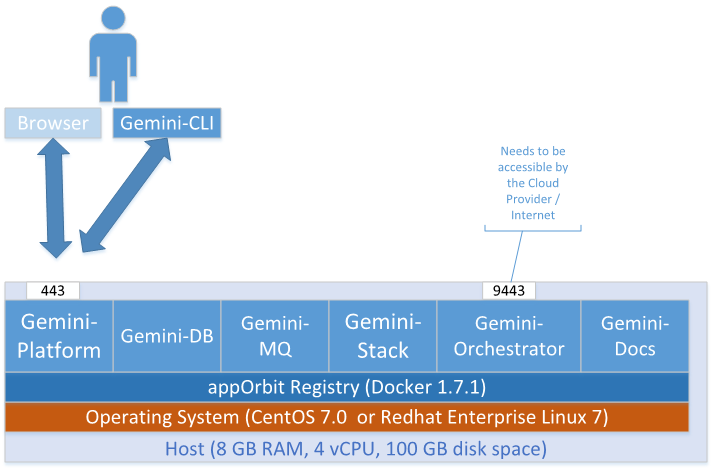 Browser
Gemini-CLI
Needs to be
accessible by
the Cloud
Provider /
Internet
443
9443
Gemini-
Platform
Gemini-DB
Gemini-
MQ
Gemini-
Stack
Gemini-
Orchestrator
Gemini-
Docs
appOrbit Registry (Docker 1.7.1)
Operating System (CentOS 7.0 or Redhat Enterprise Linux 7)
Host (8 GB RAM, 4 vCPU, 100 GB disk space)